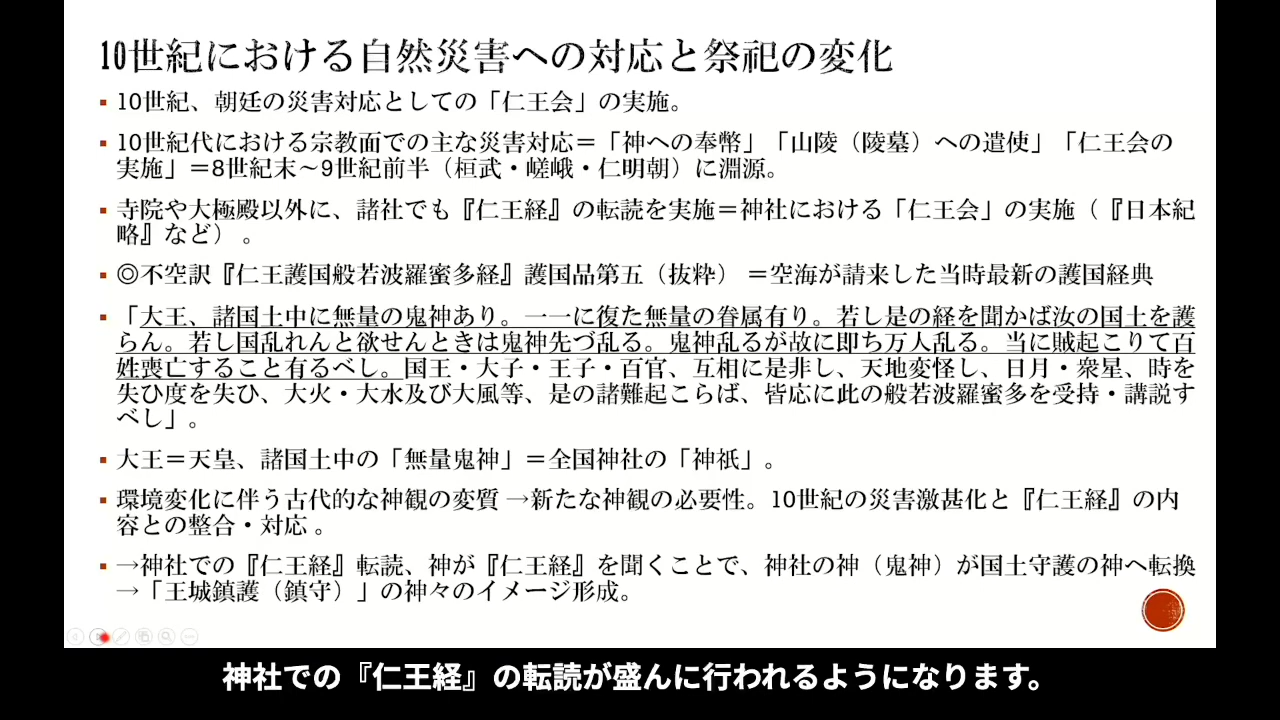 10世紀における自然災害への対応と祭祀の変化
▪ 10世紀、朝廷の災害対応としての「仁王会」の実施。
▪ 10世紀代における宗教面での主な災害対応＝「神への奉幣」「山陵（陵墓）への遣使」「仁王会の
実施」＝8世紀末～9世紀前半（桓武・嵯峨・仁明朝）に淵源。
▪ 寺院や大極殿以外に、諸社でも『仁王経』の転読を実施＝神社における「仁王会」の実施（『日本紀
略』など） 。
▪ ◎不空訳『仁王護国般若波羅蜜多経』護国品第五（抜粋） ＝空海が請来した当時最新の護国経典
▪ 「大王、諸国土中に無量の鬼神あり。一一に復た無量の眷属有り。若し是の経を聞かば汝の国土を護
らん。若し国乱れんと欲せんときは鬼神先づ乱る。鬼神乱るが故に即ち万人乱る。当に賊起こりて百
姓喪亡すること有るべし。国王・大子・王子・百官、互相に是非し、天地変怪し、日月・衆星、時を
失ひ度を失ひ、大火・大水及び大風等、是の諸難起こらば、皆応に此の般若波羅蜜多を受持・講説す
べし」。
▪ 大王＝天皇、諸国土中の「無量鬼神」＝全国神社の「神祇」。
▪ 環境変化に伴う古代的な神観の変質 →新たな神観の必要性。10世紀の災害激甚化と『仁王経』の内
容との整合・対応 。
▪ →神社での『仁王経』転読、神が『仁王経』を聞くことで、神社の神（鬼神）が国土守護の神へ転換
→「王城鎮護（鎮守）」の神々のイメージ形成。
神社での『仁王経』の転読が盛んに行われるようになります。